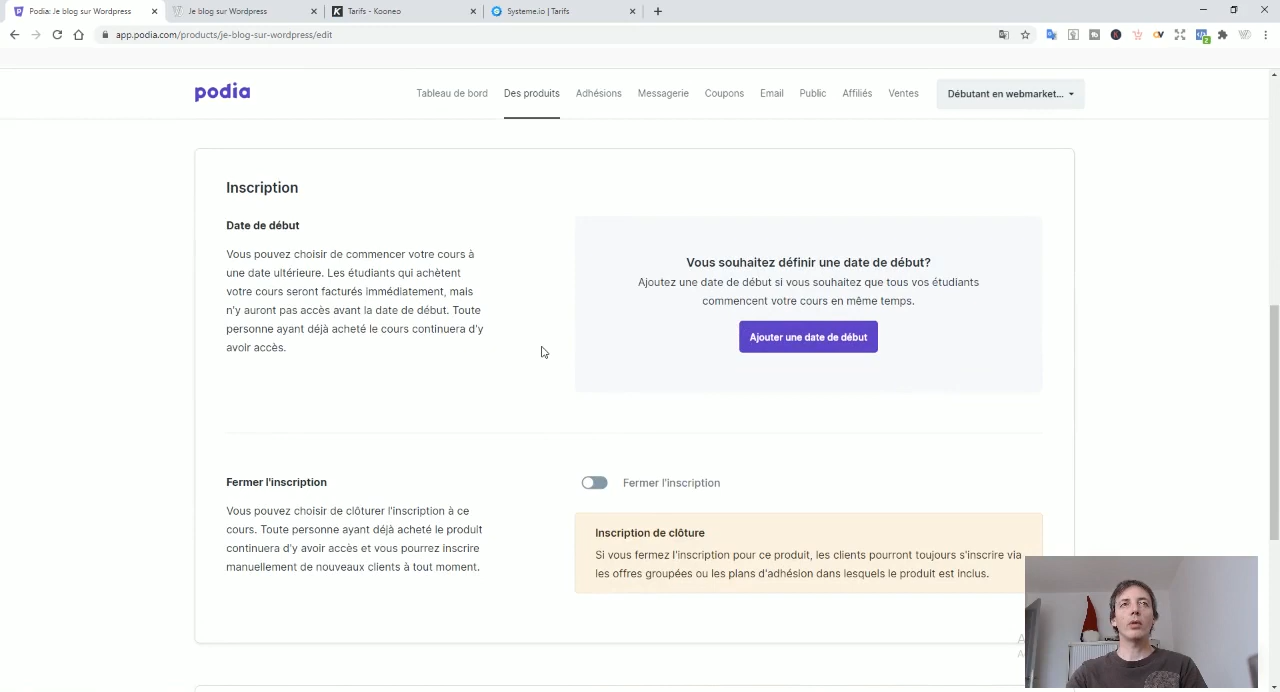 Podia: Je blog sur Wordpress
Je blog sur Wordpress
Tarifs - Kooneo
Systeme.io | Tarifs
app.podia.com/products/je-blog-sur-wordpress/edit
podia
Tableau de bord
Des produits
Adhésions
Messagerie
Coupons
Email
Public
Affiliés
Ventes
Débutant en webmarket...
Inscription
Date de début
Vous pouvez choisir de commencer votre cours à
une date ultérieure. Les étudiants qui achètent
votre cours seront facturés immédiatement, mais
n'y auront pas accès avant la date de début. Toute
personne ayant déjà acheté le cours continuera d'y
avoir accès.
Vous souhaitez définir une date de début?
Ajoutez une date de début si vous souhaitez que tous vos étudiants
commencent votre cours en même temps.
Ajouter une date de début
Fermer l'inscription
Vous pouvez choisir de clôturer l'inscription à ce
cours. Toute personne ayant déjà acheté le produit
continuera d'y avoir accès et vous pourrez inscrire
manuellement de nouveaux clients à tout moment.
Fermer l'inscription
Inscription de clôture
Si vous fermez l'inscription pour ce produit, les clients pourront toujours s'inscrire via
les offres groupées ou les plans d'adhésion dans lesquels le produit est inclus.